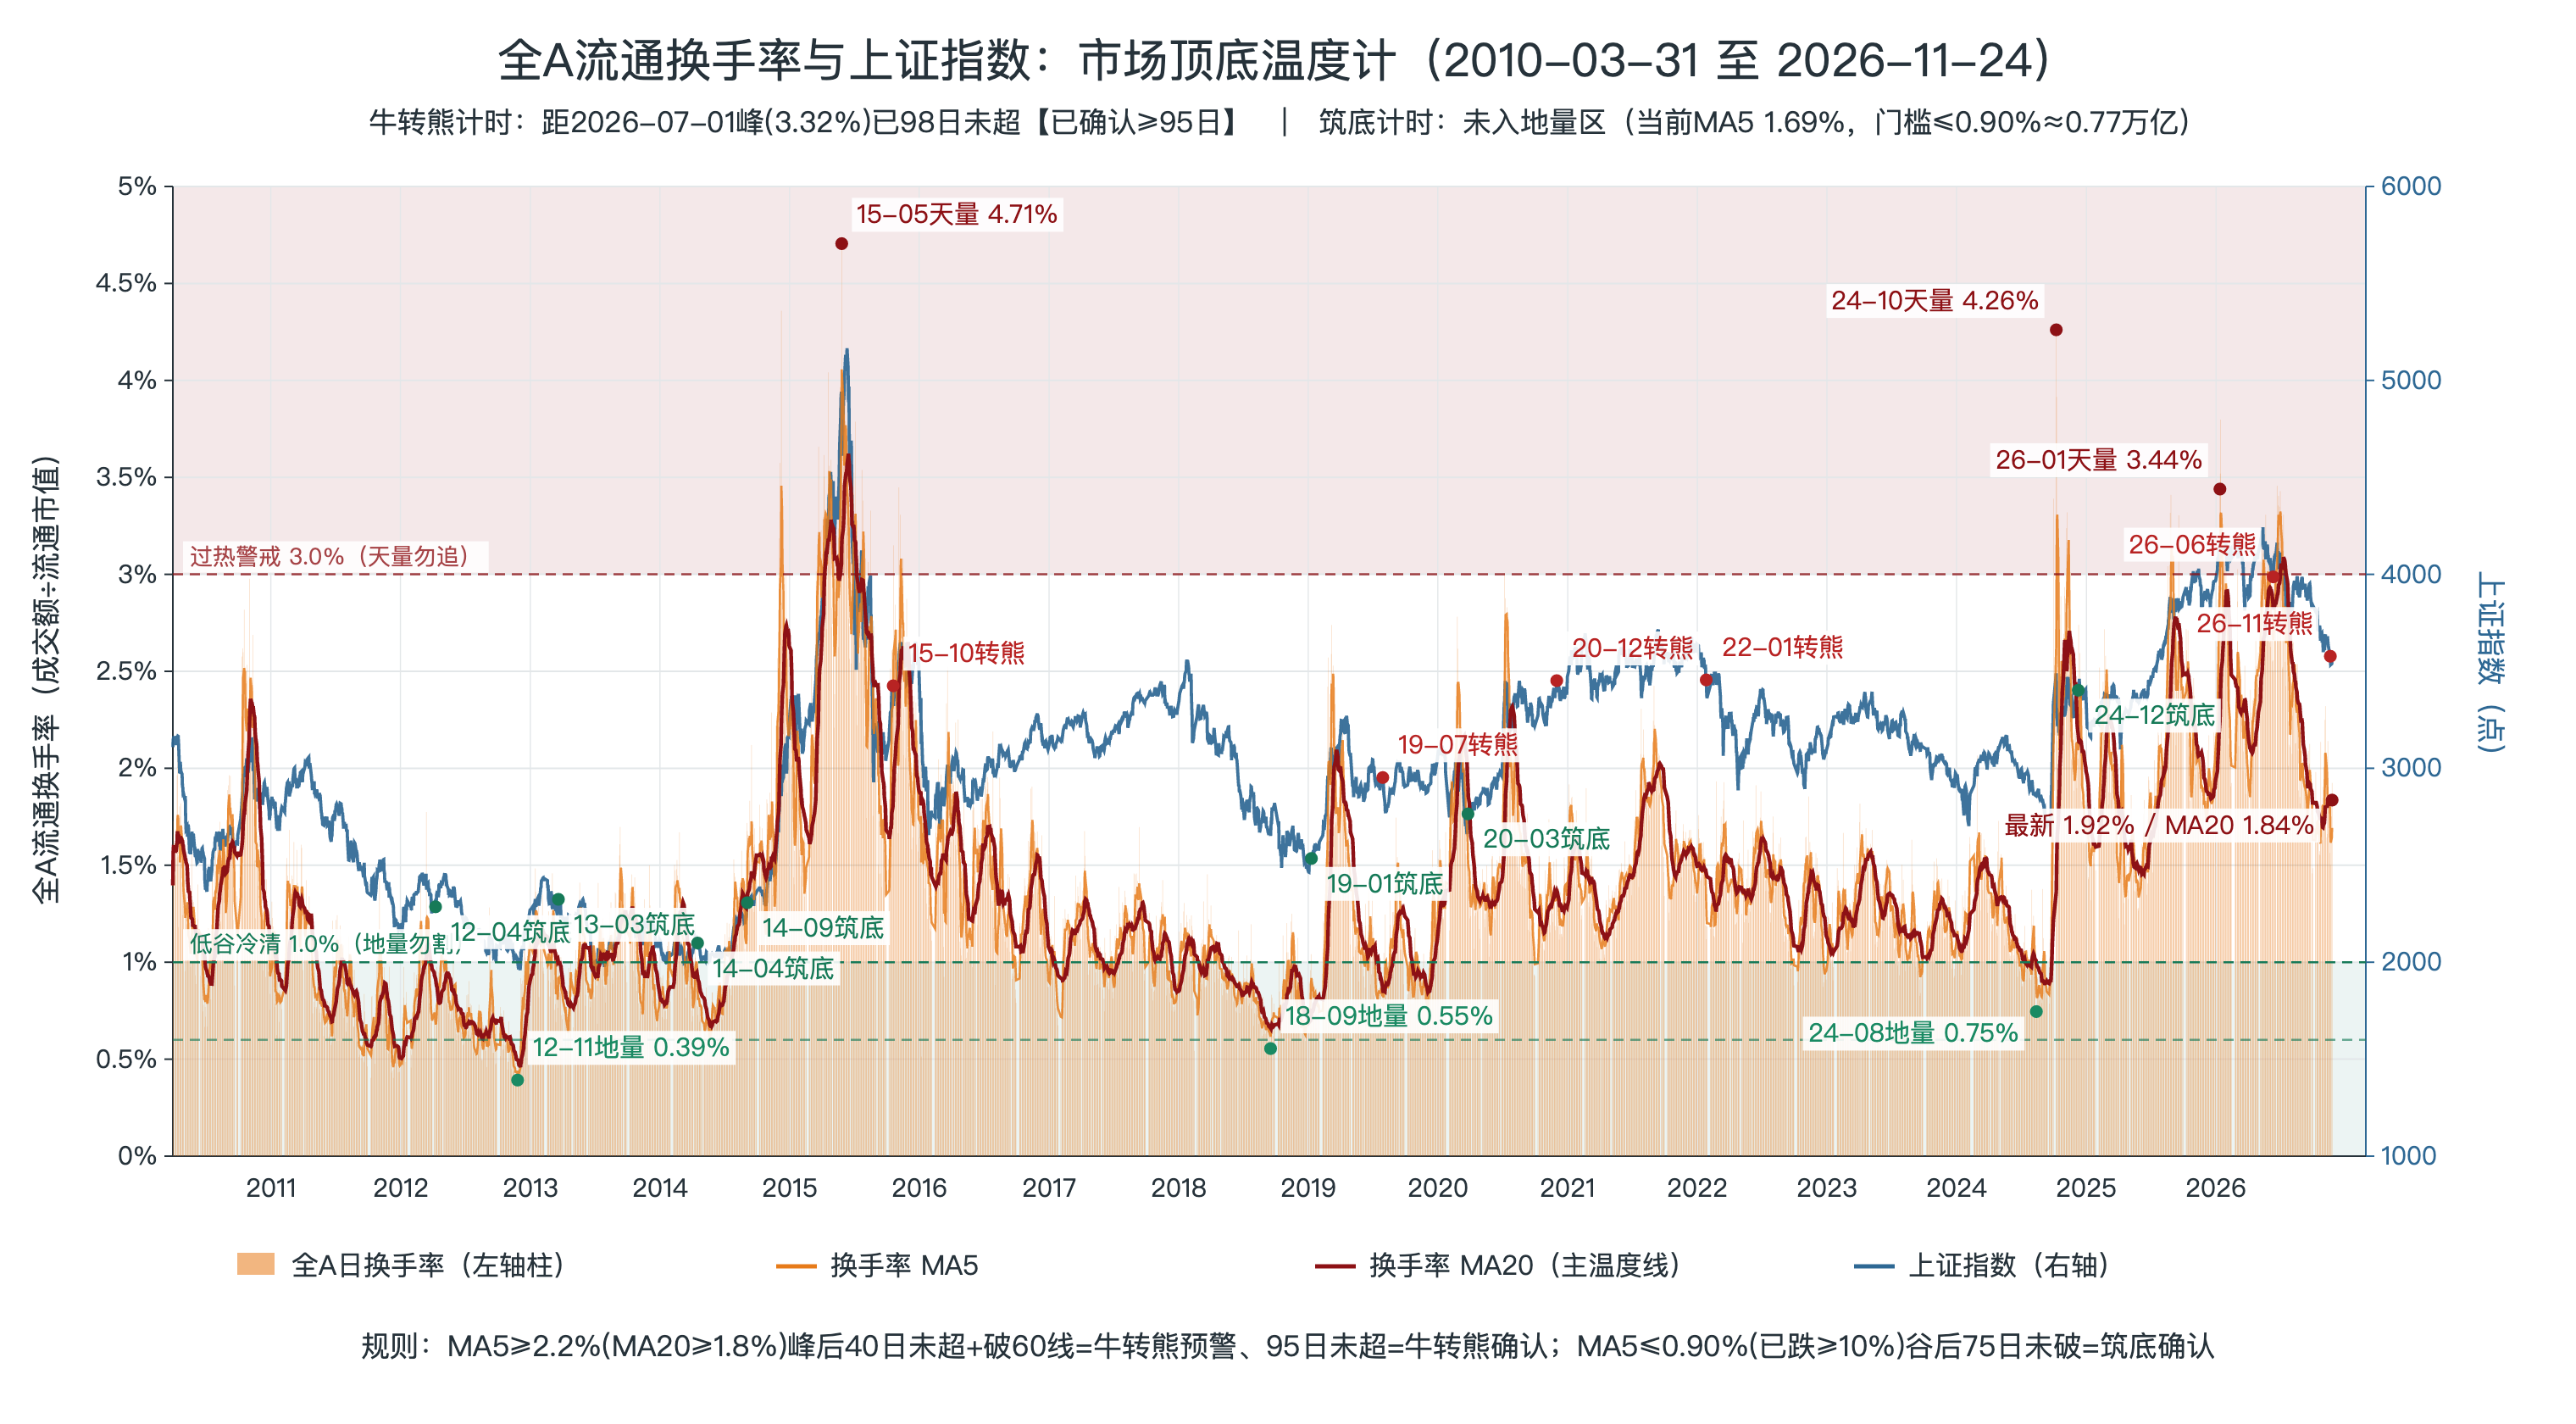 全A流通换手率与上证指数：市场顶底温度计（2010-03-31 至 2026-11-24）
牛转熊计时：距2026-07-01峰(3.32%)已98日未超【已确认≥95日】 ｜ 筑底计时：未入地量区（当前MA5 1.69%，门槛≤0.90%≈0.77万亿）
全A流通换手率（成交额÷流通市值）
5%
4.5%
4%
3.5%
3%
2.5%
2%
1.5%
1%
0.5%
0%
6000
5000
4000
3000
2000
1000
上证指数（点）
15-05天量 4.71%
24-10天量 4.26%
26-01天量 3.44%
过热警戒 3.0%（天量勿追）
26-06转熊
26-11转熊
15-10转熊
20-12转熊
22-01转熊
19-07转熊
24-12筑底
最新 1.92% / MA20 1.84%
20-03筑底
19-01筑底
低谷冷清 1.0%（地量勿割）
12-04筑底
13-03筑底
14-09筑底
14-04筑底
12-11地量 0.39%
18-09地量 0.55%
24-08地量 0.75%
2011
2012
2013
2014
2015
2016
2017
2018
2019
2020
2021
2022
2023
2024
2025
2026
全A日换手率（左轴柱）
换手率 MA5
换手率 MA20（主温度线）
上证指数（右轴）
规则：MA5≥2.2%(MA20≥1.8%)峰后40日未超+破60线=牛转熊预警、95日未超=牛转熊确认；MA5≤0.90%(已跌≥10%)谷后75日未破=筑底确认